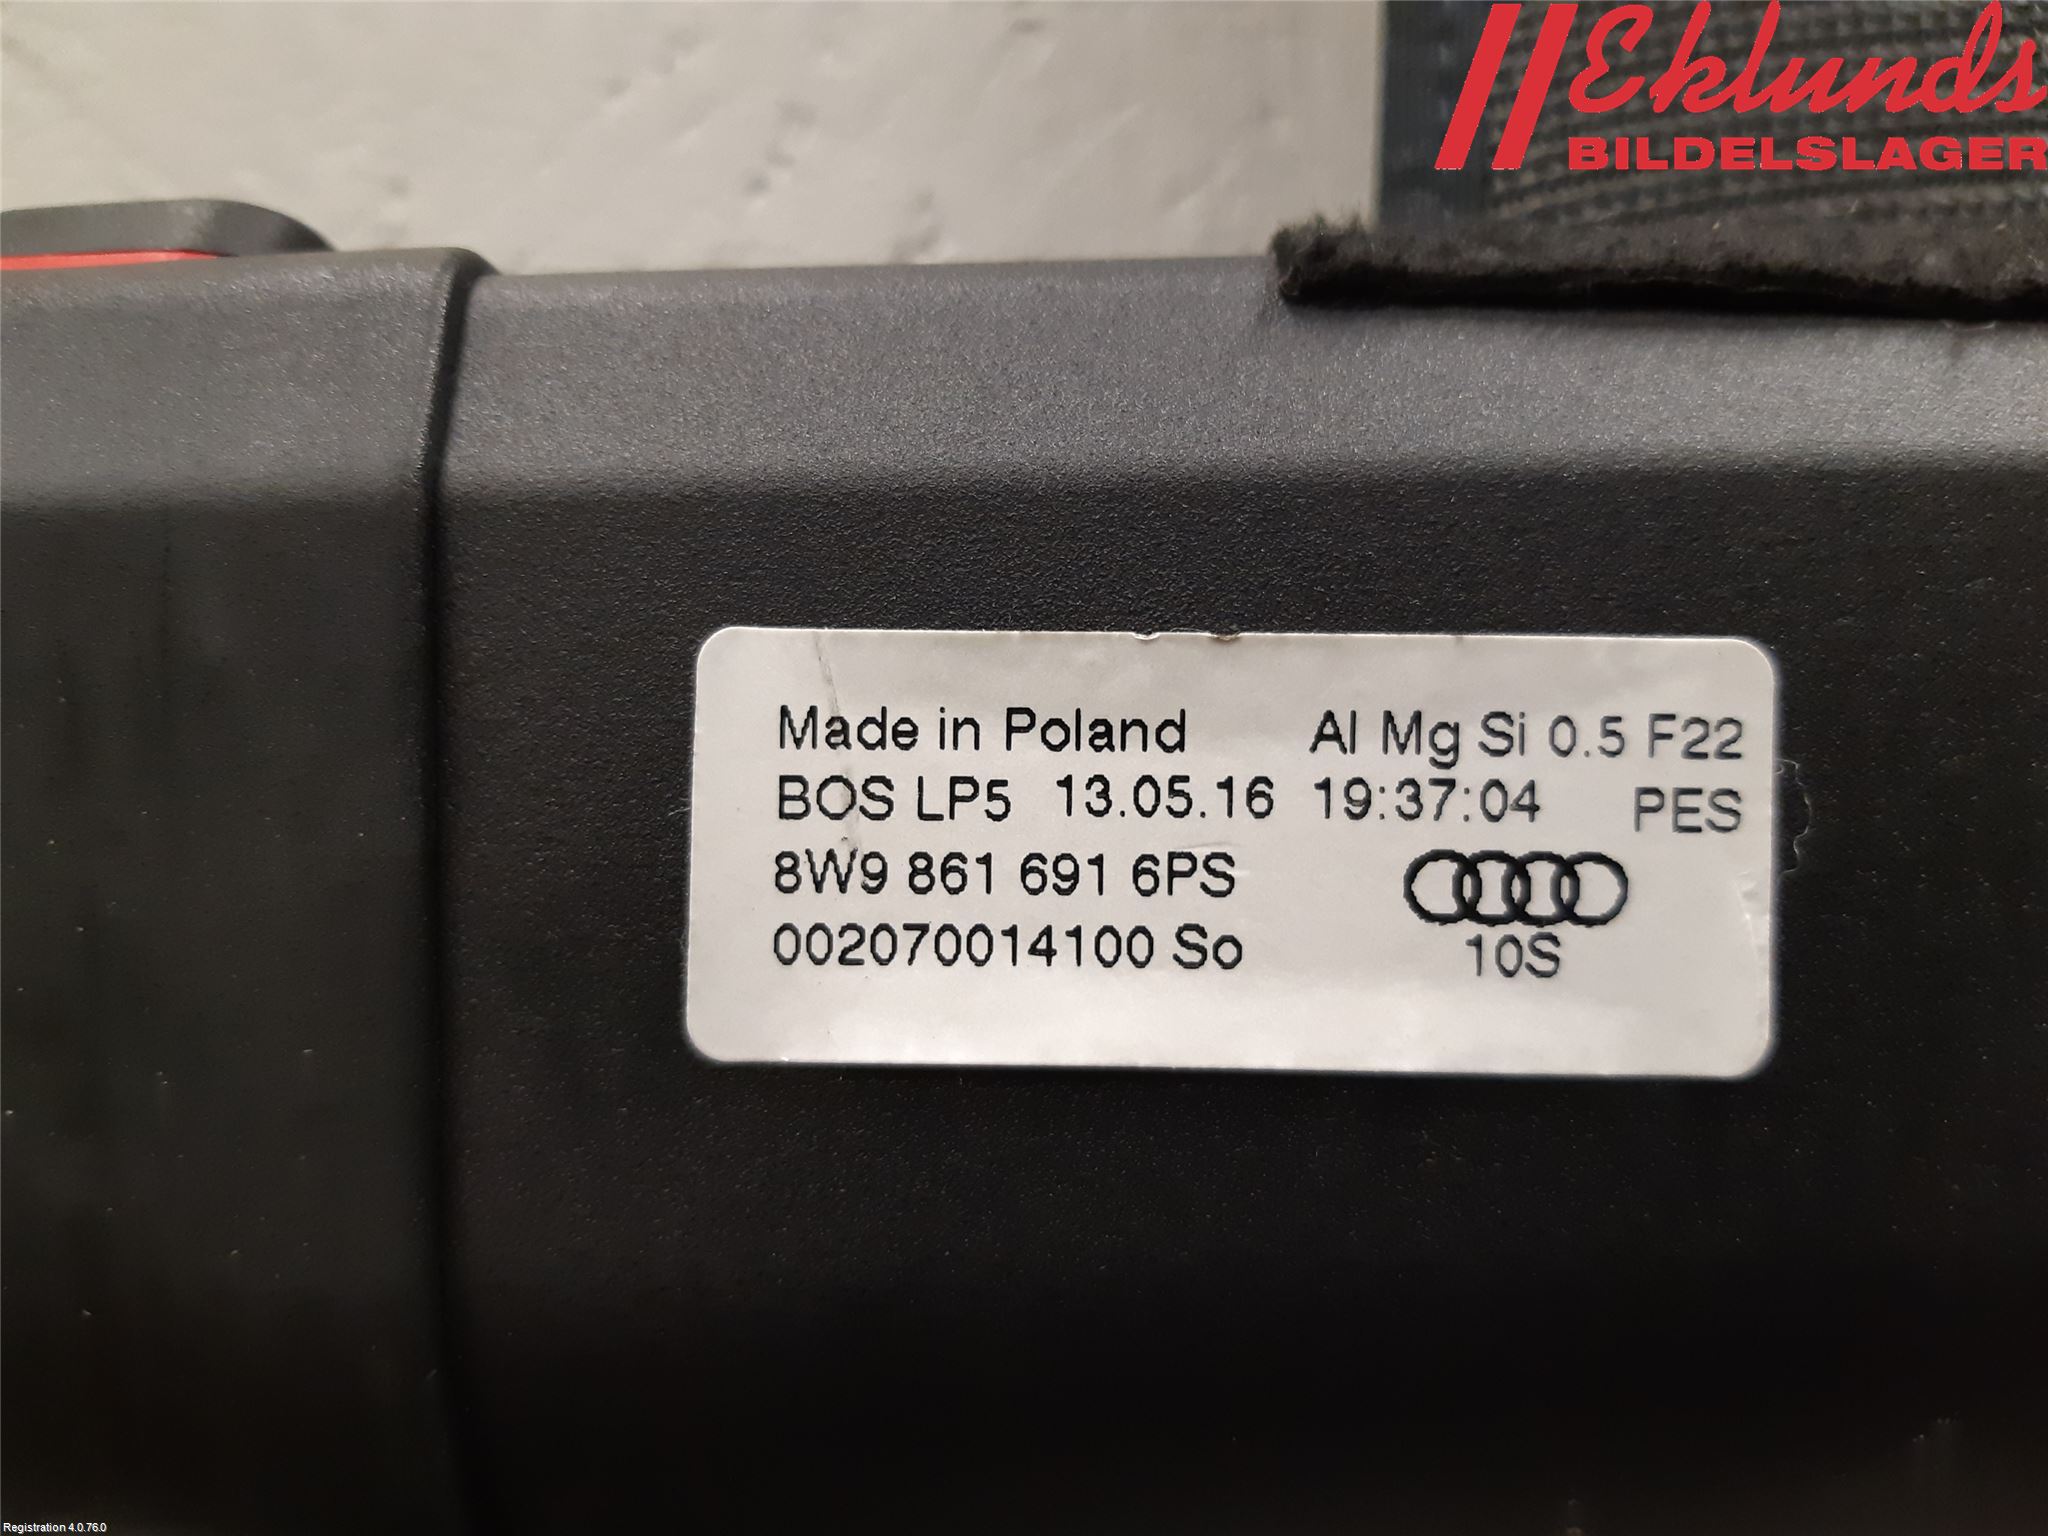 Eklunds
BILDELSLAGER
Made in Poland Al Mg Si 0.5 F22
BOS LP5 13.05.16 19:37:04 PES
8W9 861 691 6PS
002070014100 So 10S
Registration 4.0.76.0